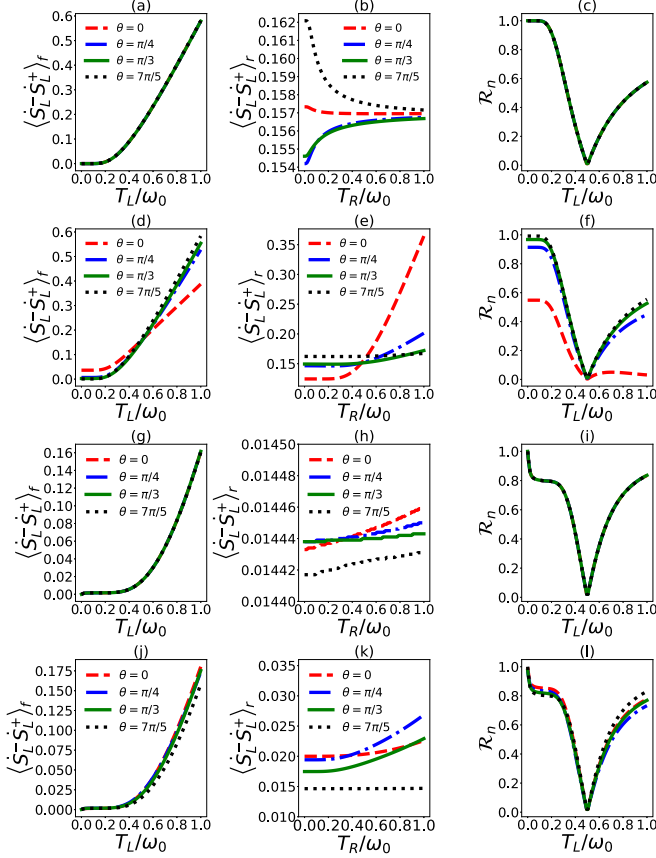 (a)
0.6
0.5
0.4
0.3
0.2
0.1
0.0
⟨Ṡ_L^- Ṡ_L^+⟩_f
θ = 0
θ = π/4
θ = π/3
θ = 7π/5
0.0 0.2 0.4 0.6 0.8 1.0
T_L/ω_0
(b)
0.162
0.160
0.159
0.157
0.156
0.154
⟨Ṡ_L^- Ṡ_L^+⟩_r
θ = 0
θ = π/4
θ = π/3
θ = 7π/5
0.0 0.2 0.4 0.6 0.8 1.0
T_R/ω_0
(c)
1.0
0.8
0.6
0.4
0.2
0.0
R_n
0.0 0.2 0.4 0.6 0.8 1.0
T_L/ω_0
(d)
0.6
0.5
0.4
0.3
0.2
0.1
0.0
⟨Ṡ_L^- Ṡ_L^+⟩_f
θ = 0
θ = π/4
θ = π/3
θ = 7π/5
0.0 0.2 0.4 0.6 0.8 1.0
T_L/ω_0
(e)
0.35
0.25
0.20
0.15
⟨Ṡ_L^- Ṡ_L^+⟩_r
θ = 0
θ = π/4
θ = π/3
θ = 7π/5
0.0 0.2 0.4 0.6 0.8 1.0
T_R/ω_0
(f)
1.0
0.8
0.6
0.4
0.2
0.0
R_n
0.0 0.2 0.4 0.6 0.8 1.0
T_L/ω_0
(g)
0.16
0.14
0.12
0.10
0.08
0.06
0.04
0.02
0.00
⟨Ṡ_L^- Ṡ_L^+⟩_f
θ = 0
θ = π/4
θ = π/3
θ = 7π/5
0.0 0.2 0.4 0.6 0.8 1.0
T_L/ω_0
(h)
0.01450
0.01448
0.01446
0.01444
0.01442
0.01440
⟨Ṡ_L^- Ṡ_L^+⟩_r
θ = 0
θ = π/4
θ = π/3
θ = 7π/5
0.0 0.2 0.4 0.6 0.8 1.0
T_R/ω_0
(i)
1.0
0.8
0.6
0.4
0.2
0.0
R_n
0.0 0.2 0.4 0.6 0.8 1.0
T_L/ω_0
(j)
0.175
0.150
0.125
0.100
0.075
0.050
0.025
0.000
⟨Ṡ_L^- Ṡ_L^+⟩_f
θ = 0
θ = π/4
θ = π/3
θ = 7π/5
0.0 0.2 0.4 0.6 0.8 1.0
T_L/ω_0
(k)
0.035
0.030
0.025
0.020
0.015
0.010
⟨Ṡ_L^- Ṡ_L^+⟩_r
θ = 0
θ = π/4
θ = π/3
θ = 7π/5
0.0 0.2 0.4 0.6 0.8 1.0
T_R/ω_0
(l)
1.0
0.8
0.6
0.4
0.2
0.0
R_n
0.0 0.2 0.4 0.6 0.8 1.0
T_L/ω_0